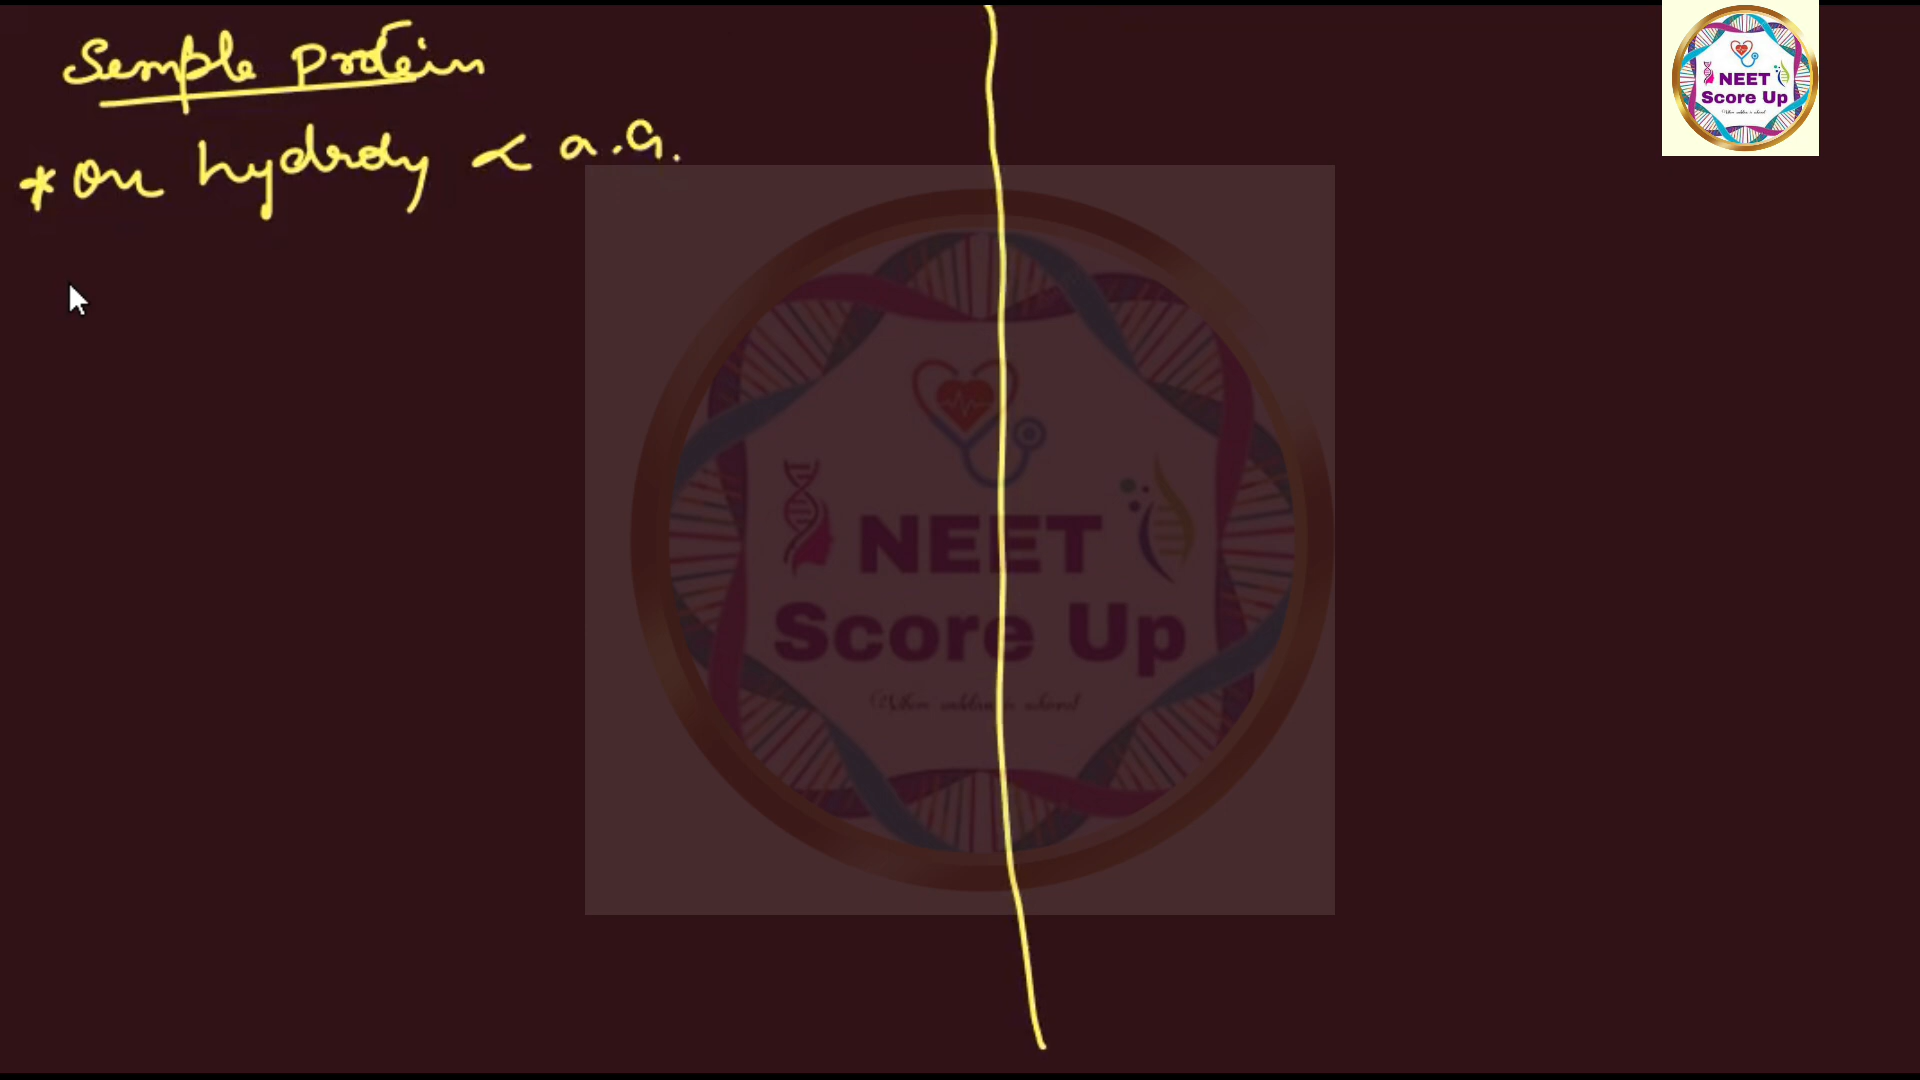 Semple protein
* on hydroly α a.a.
NEET
Score Up
NEET
Score Up